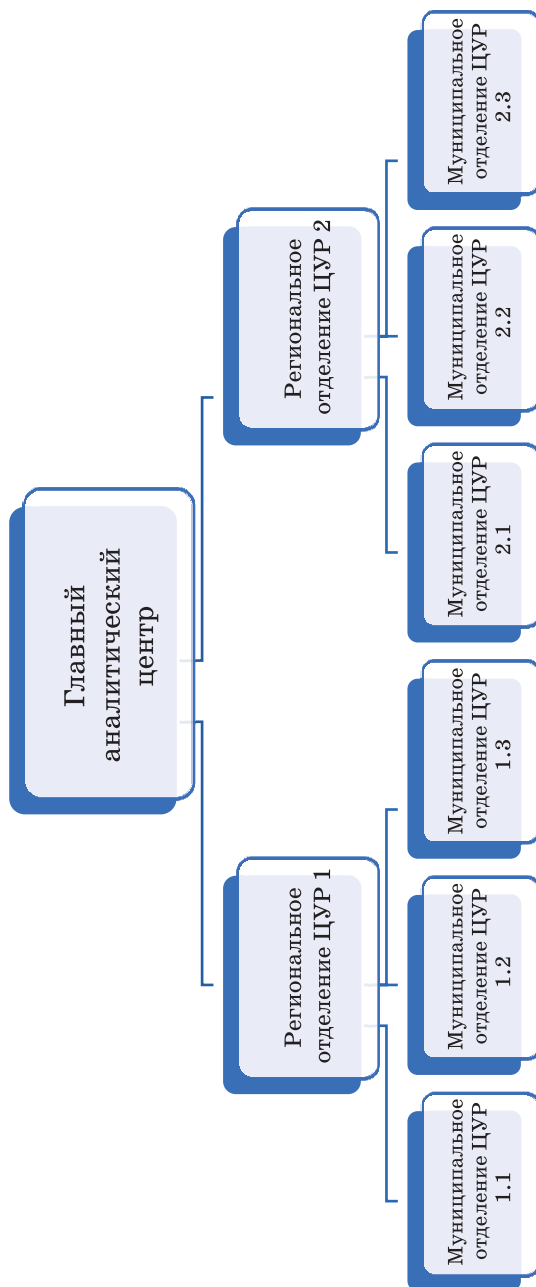 Главный
аналитический
центр
Региональное
отделение ЦУР 1
Региональное
отделение ЦУР 2
Муниципальное
отделение ЦУР
1.1
Муниципальное
отделение ЦУР
1.2
Муниципальное
отделение ЦУР
1.3
Муниципальное
отделение ЦУР
2.1
Муниципальное
отделение ЦУР
2.2
Муниципальное
отделение ЦУР
2.3